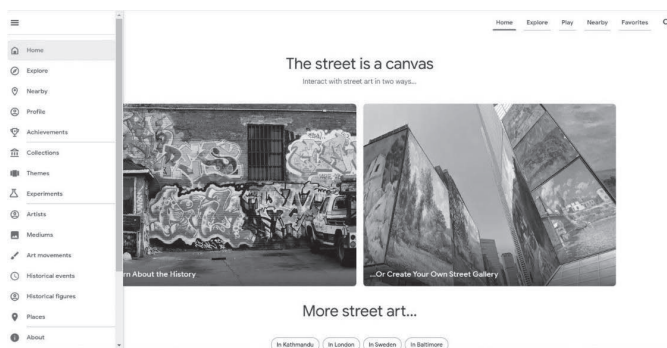 Home Explore Play Nearby Favorites
Home
Explore
Nearby
Profile
Achievements
Collections
Themes
Experiments
Artists
Mediums
Art movements
Historical events
Historical figures
Places
About
The street is a canvas
Interact with street art in two ways...
About the History
...Or Create Your Own Street Gallery
More street art...
In Kathmandu In London In Sweden In Baltimore